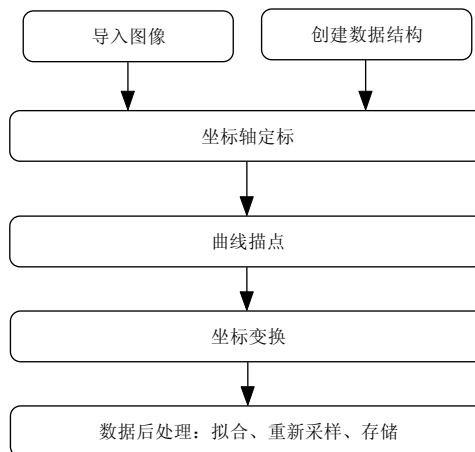 导入图像
创建数据结构
坐标轴定标
曲线描点
坐标变换
数据后处理：拟合、重新采样、存储